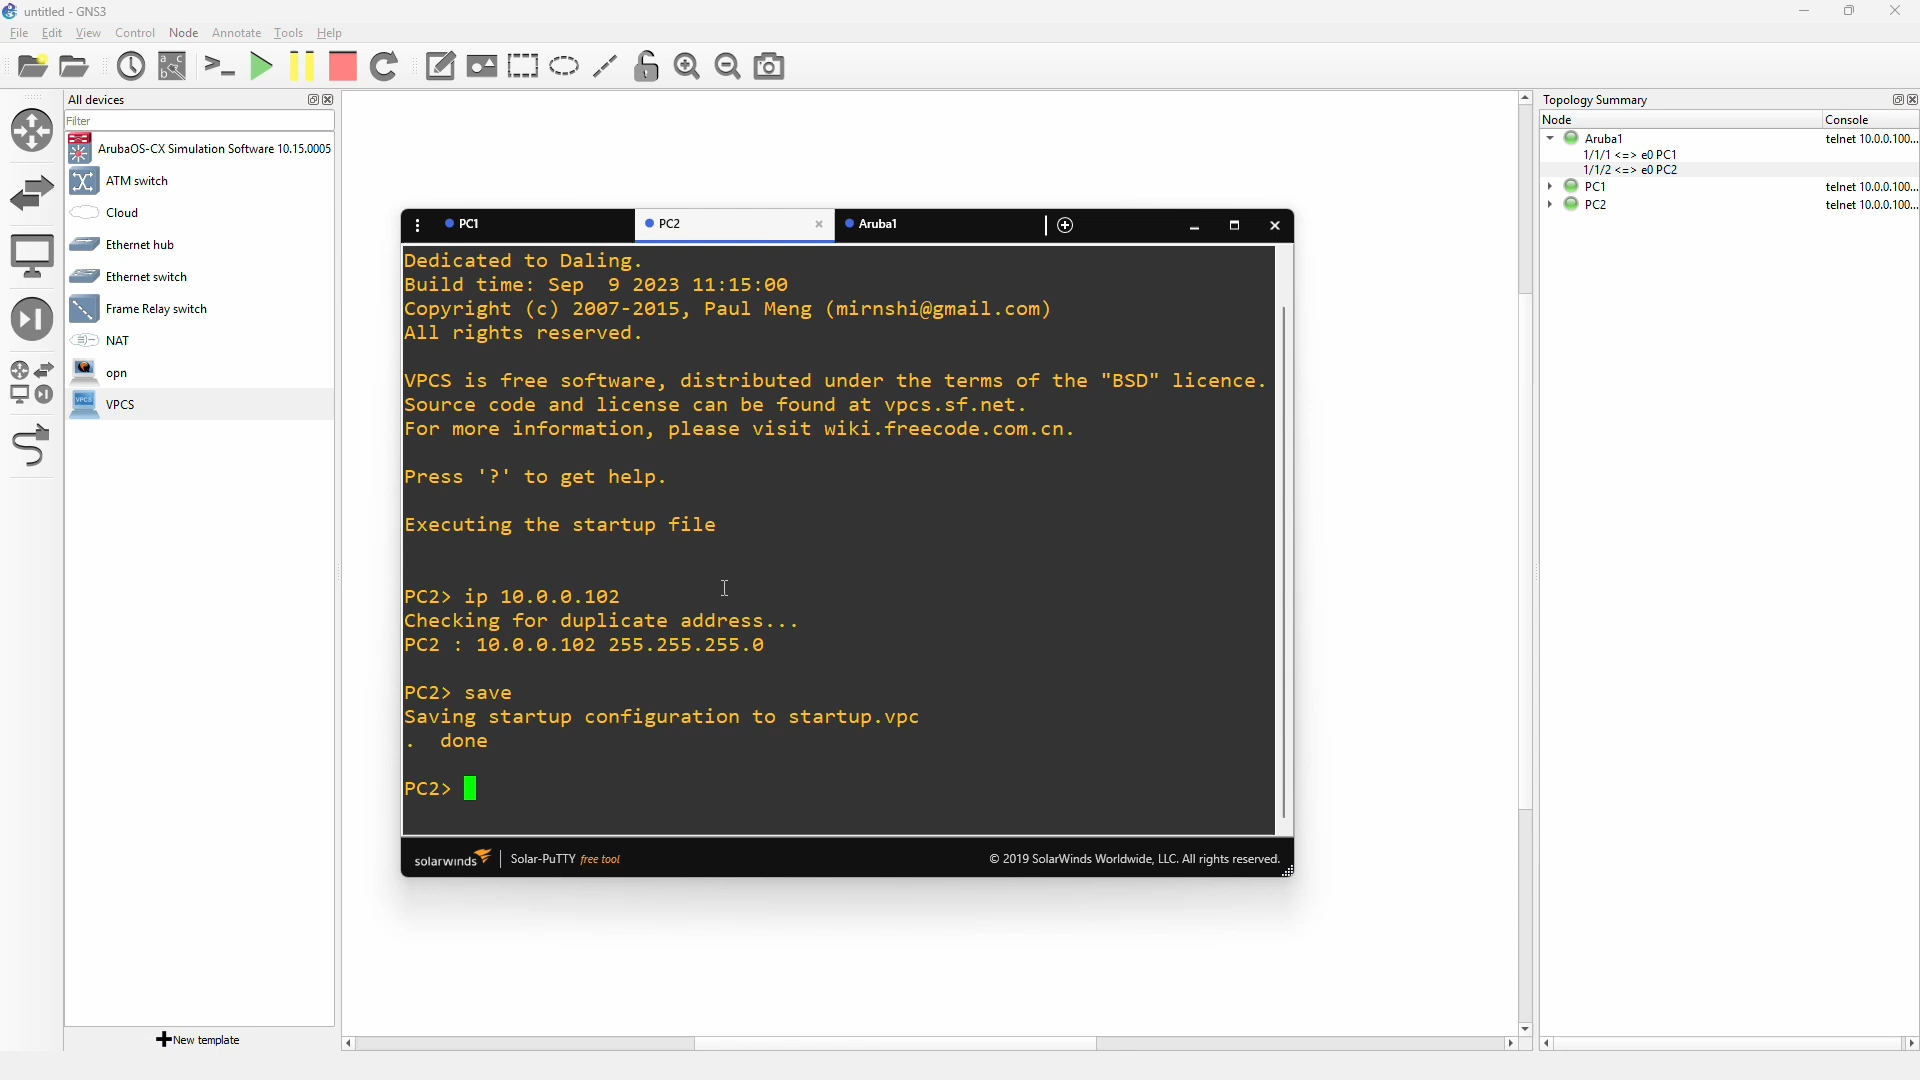 untitled - GNS3
File Edit View Control Node Annotate Tools Help
All devices
Filter
ArubaOS-CX Simulation Software 10.15.0005
ATM switch
Cloud
Ethernet hub
Ethernet switch
Frame Relay switch
NAT
opn
VPCS
New template
PC1
PC2
Aruba1
Dedicated to Daling.
Build time: Sep  9 2023 11:15:00
Copyright (c) 2007-2015, Paul Meng (mirnshi@gmail.com)
All rights reserved.
VPCS is free software, distributed under the terms of the "BSD" licence.
Source code and license can be found at vpcs.sf.net.
For more information, please visit wiki.freecode.com.cn.
Press '?' to get help.
Executing the startup file
PC2> ip 10.0.0.102
Checking for duplicate address...
PC2 : 10.0.0.102 255.255.255.0
PC2> save
Saving startup configuration to startup.vpc
.  done
PC2>
solarwinds Solar-PuTTY free tool
© 2019 SolarWinds Worldwide, LLC. All rights reserved.
Topology Summary
Node Console
Aruba1 telnet 10.0.0.100...
1/1/1 <=> e0 PC1
1/1/2 <=> e0 PC2
PC1 telnet 10.0.0.100...
PC2 telnet 10.0.0.100...